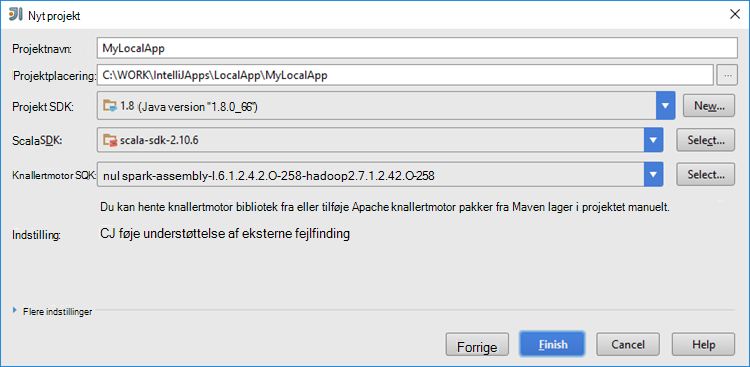 Nyt projekt
Projektnavn: MyLocalApp
Projektplacering: C:\WORK\IntelliJApps\LocalApp\MyLocalApp ...
Projekt SDK: 1.8 (Java version "1.8.0_66") New...
ScalaSDK: scala-sdk-2.10.6 Select...
Knallertmotor SQK: nul spark-assembly-l.6.1.2.4.2.O-258-hadoop2.7.1.2.42.O-258 Select...
Du kan hente knallertmotor bibliotek fra eller tilføje Apache knallertmotor pakker fra Maven lager i projektet manuelt.
Indstilling: CJ føje understøttelse af eksterne fejlfinding
Flere indstillinger
Forrige Finish Cancel Help